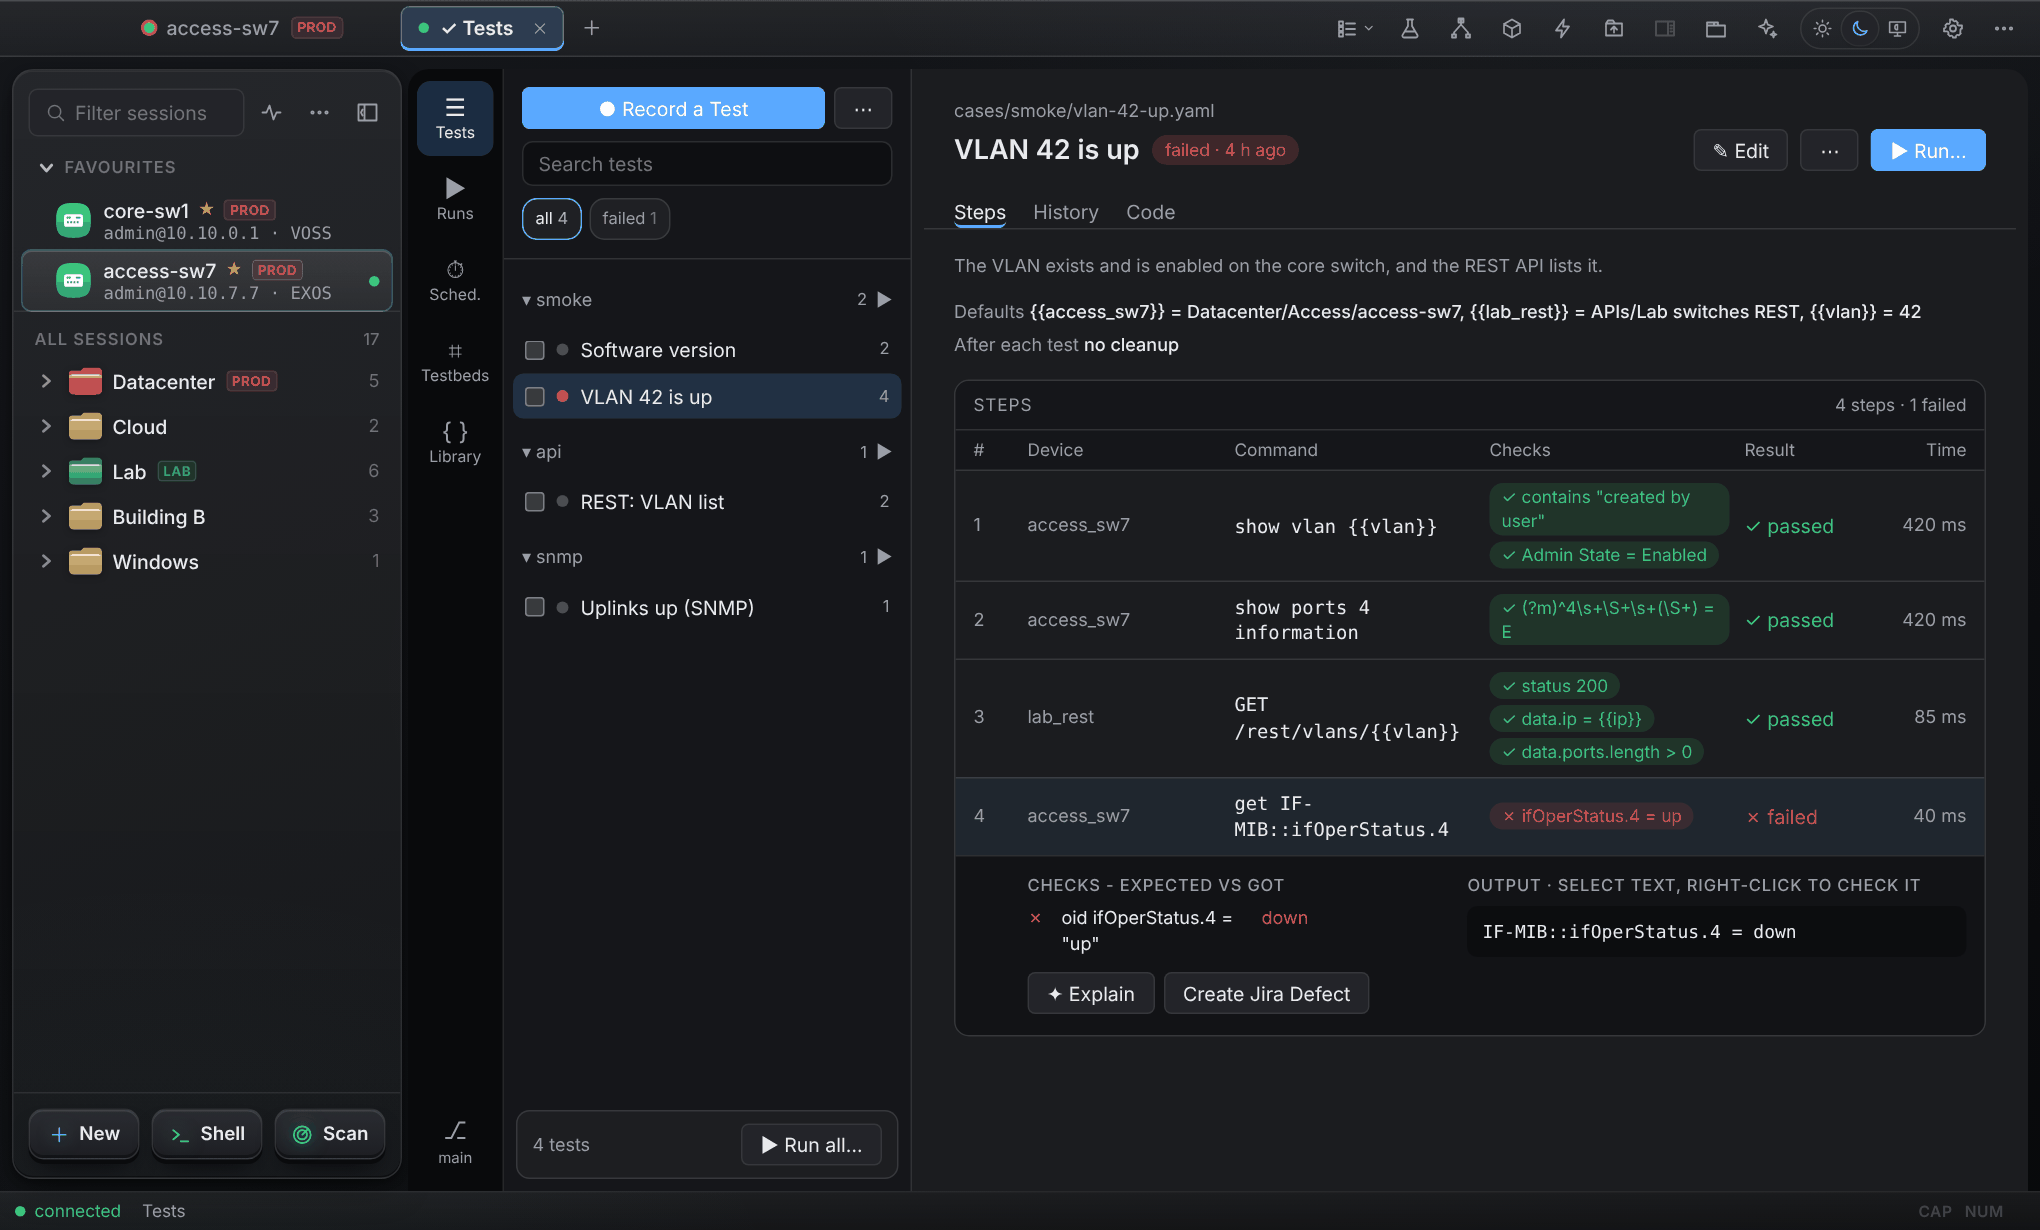 access-sw7 PROD
✓ Tests ×
+
Filter sessions
FAVOURITES
core-sw1 ★ PROD
admin@10.10.0.1 · VOSS
access-sw7 ★ PROD
admin@10.10.7.7 · EXOS
ALL SESSIONS 17
Datacenter PROD 5
Cloud 2
Lab LAB 6
Building B 3
Windows 1
+ New
>_ Shell
Scan
Tests
Runs
Sched.
Testbeds
{ } Library
main
Record a Test
···
Search tests
all 4
failed 1
▾ smoke 2 ▶
Software version 2
VLAN 42 is up 4
▾ api 1 ▶
REST: VLAN list 2
▾ snmp 1 ▶
Uplinks up (SNMP) 1
4 tests
▶ Run all...
cases/smoke/vlan-42-up.yaml
VLAN 42 is up failed · 4 h ago
✎ Edit
···
▶ Run...
Steps History Code
The VLAN exists and is enabled on the core switch, and the REST API lists it.
Defaults {{access_sw7}} = Datacenter/Access/access-sw7, {{lab_rest}} = APIs/Lab switches REST, {{vlan}} = 42
After each test no cleanup
STEPS 4 steps · 1 failed
# Device Command Checks Result Time
1 access_sw7 show vlan {{vlan}}
✓ contains "created by
user"
✓ Admin State = Enabled
✓ passed 420 ms
2 access_sw7
show ports 4
information
✓ (?m)^4\s+\S+\s+(\S+) =
E
✓ passed 420 ms
3 lab_rest
GET
/rest/vlans/{{vlan}}
✓ status 200
✓ data.ip = {{ip}}
✓ data.ports.length > 0
✓ passed 85 ms
4 access_sw7
get IF-
MIB::ifOperStatus.4
× ifOperStatus.4 = up
× failed 40 ms
CHECKS - EXPECTED VS GOT
× oid ifOperStatus.4 = down
"up"
OUTPUT · SELECT TEXT, RIGHT-CLICK TO CHECK IT
IF-MIB::ifOperStatus.4 = down
✦ Explain
Create Jira Defect
connected Tests
CAP NUM